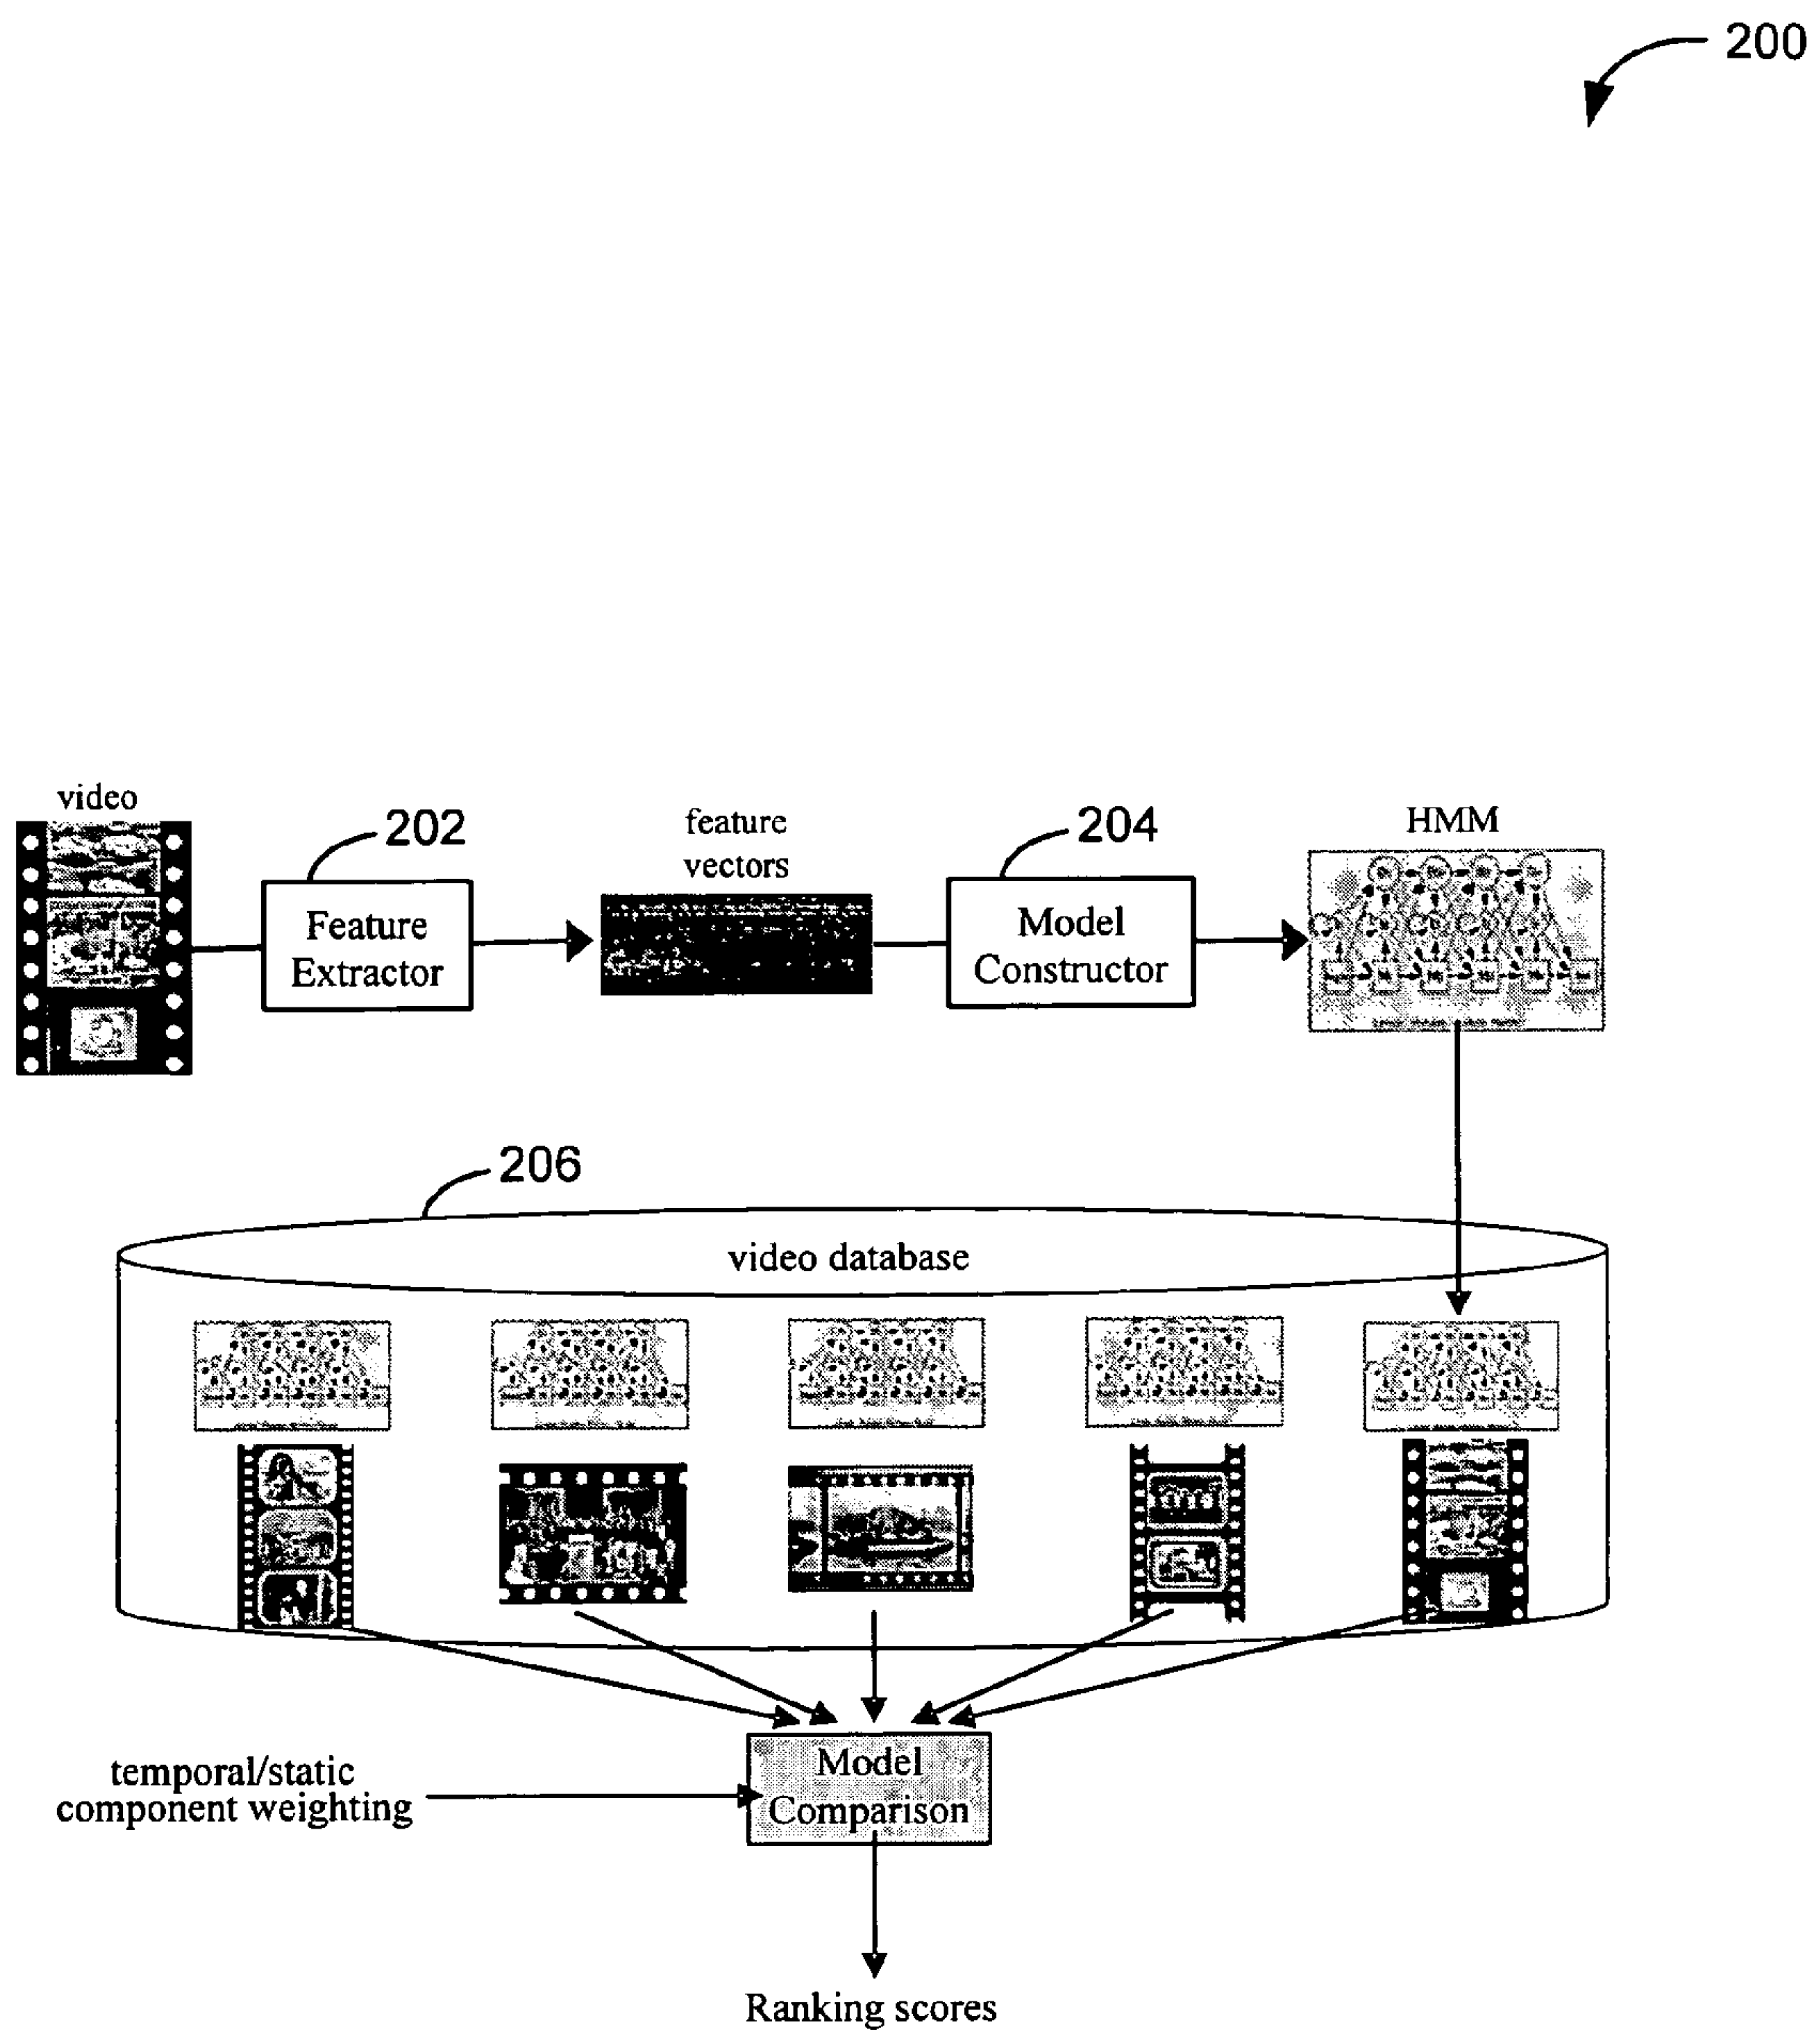 200
video
202
Feature
Extractor
feature
vectors
204
Model
Constructor
HMM
206
video database
temporal/static
component weighting
Model
Comparison
Ranking scores